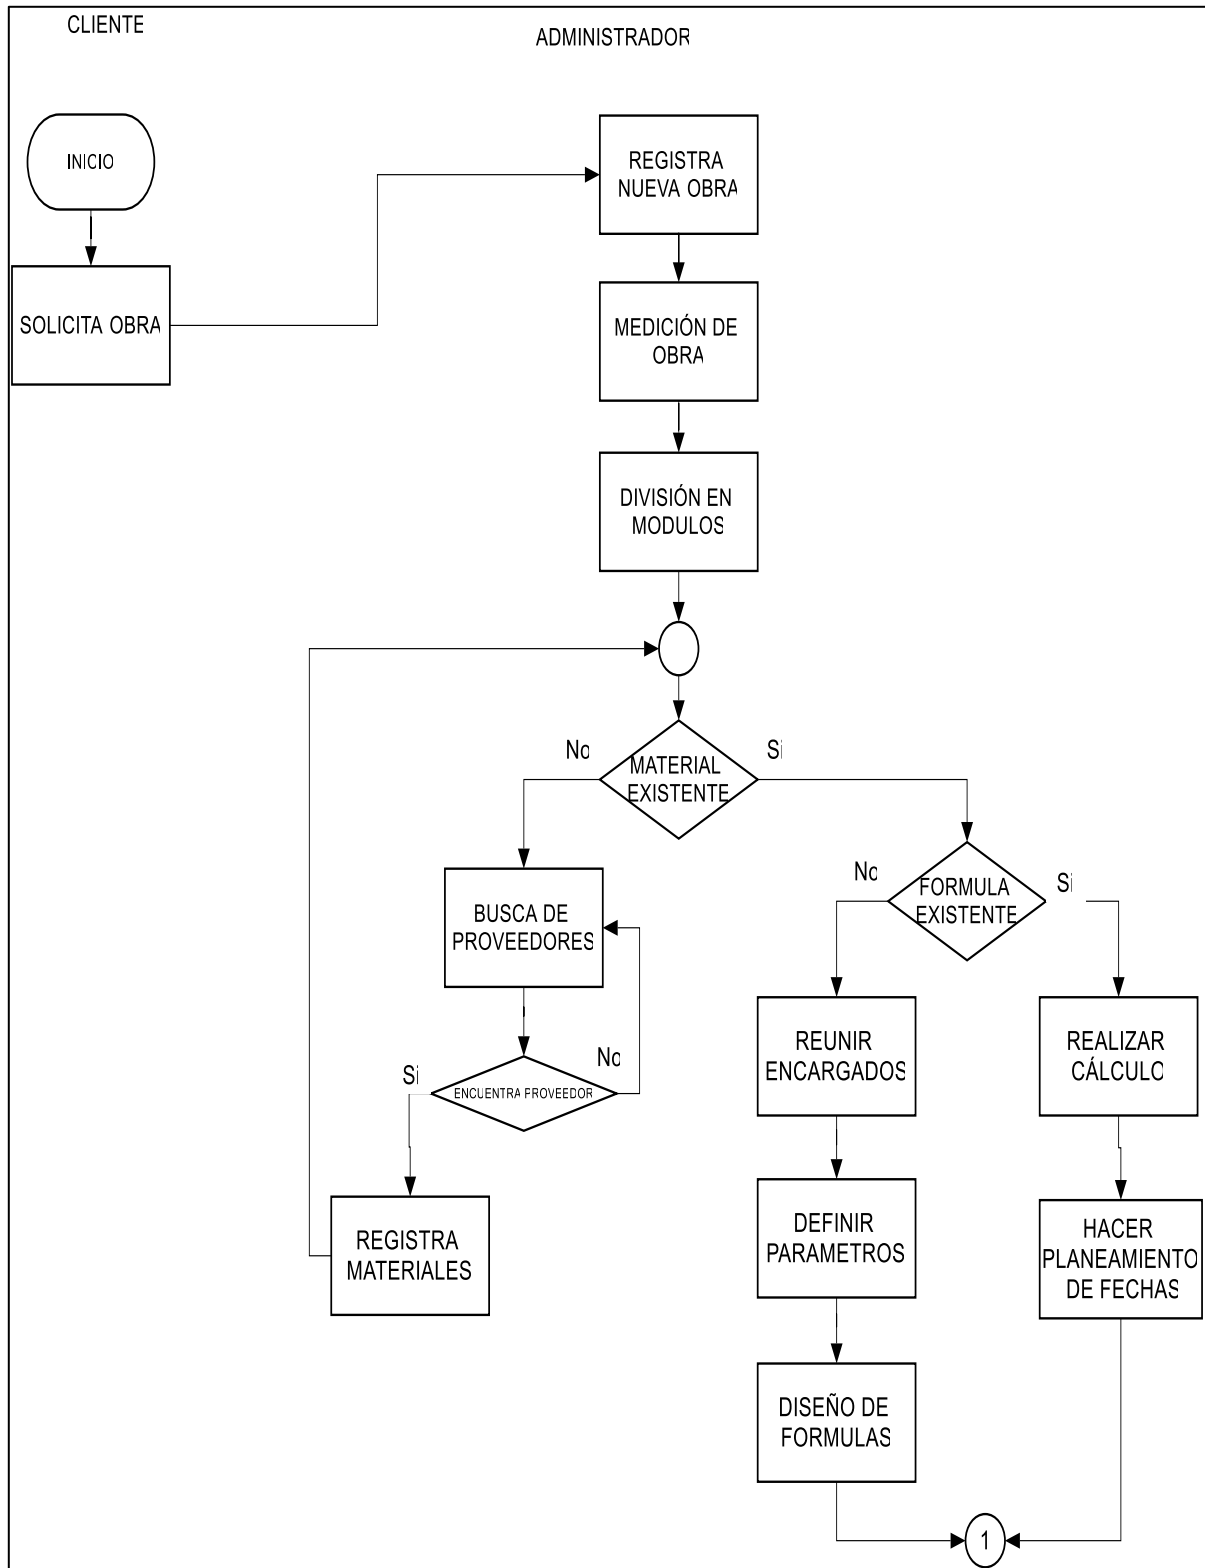 CLIENTE
ADMINISTRADOR
INICIO
REGISTRA
NUEVA OBRA
SOLICITA OBRA
MEDICIÓN DE
OBRA
DIVISIÓN EN
MODULOS
No
Si
MATERIAL
EXISTENTE
No
Si
FORMULA
EXISTENTE
BUSCA DE
PROVEEDORES
REUNIR
ENCARGADOS
REALIZAR
CÁLCULO
Si
No
ENCUENTRA PROVEEDOR
REGISTRA
MATERIALES
DEFINIR
PARAMETROS
HACER
PLANEAMIENTO
DE FECHAS
DISEÑO DE
FORMULAS
1